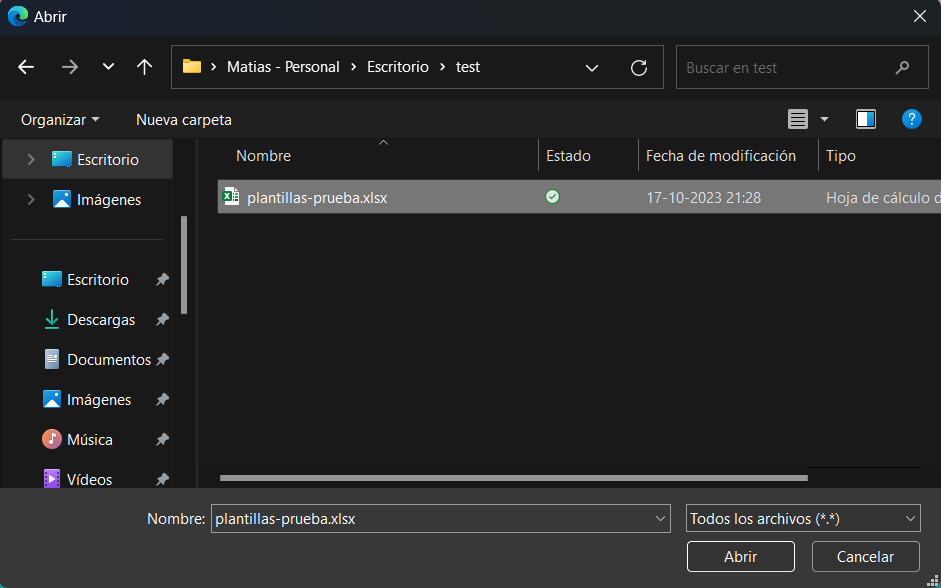 Abrir
Matias - Personal > Escritorio > test
Buscar en test
Organizar
Nueva carpeta
?
Escritorio
Imágenes
Escritorio
Descargas
Documentos
Imágenes
Música
Vídeos
Nombre
Estado
Fecha de modificación
Tipo
plantillas-prueba.xlsx
17-10-2023 21:28
Hoja de cálculo d
Nombre:
plantillas-prueba.xlsx
Todos los archivos (*.*)
Abrir
Cancelar